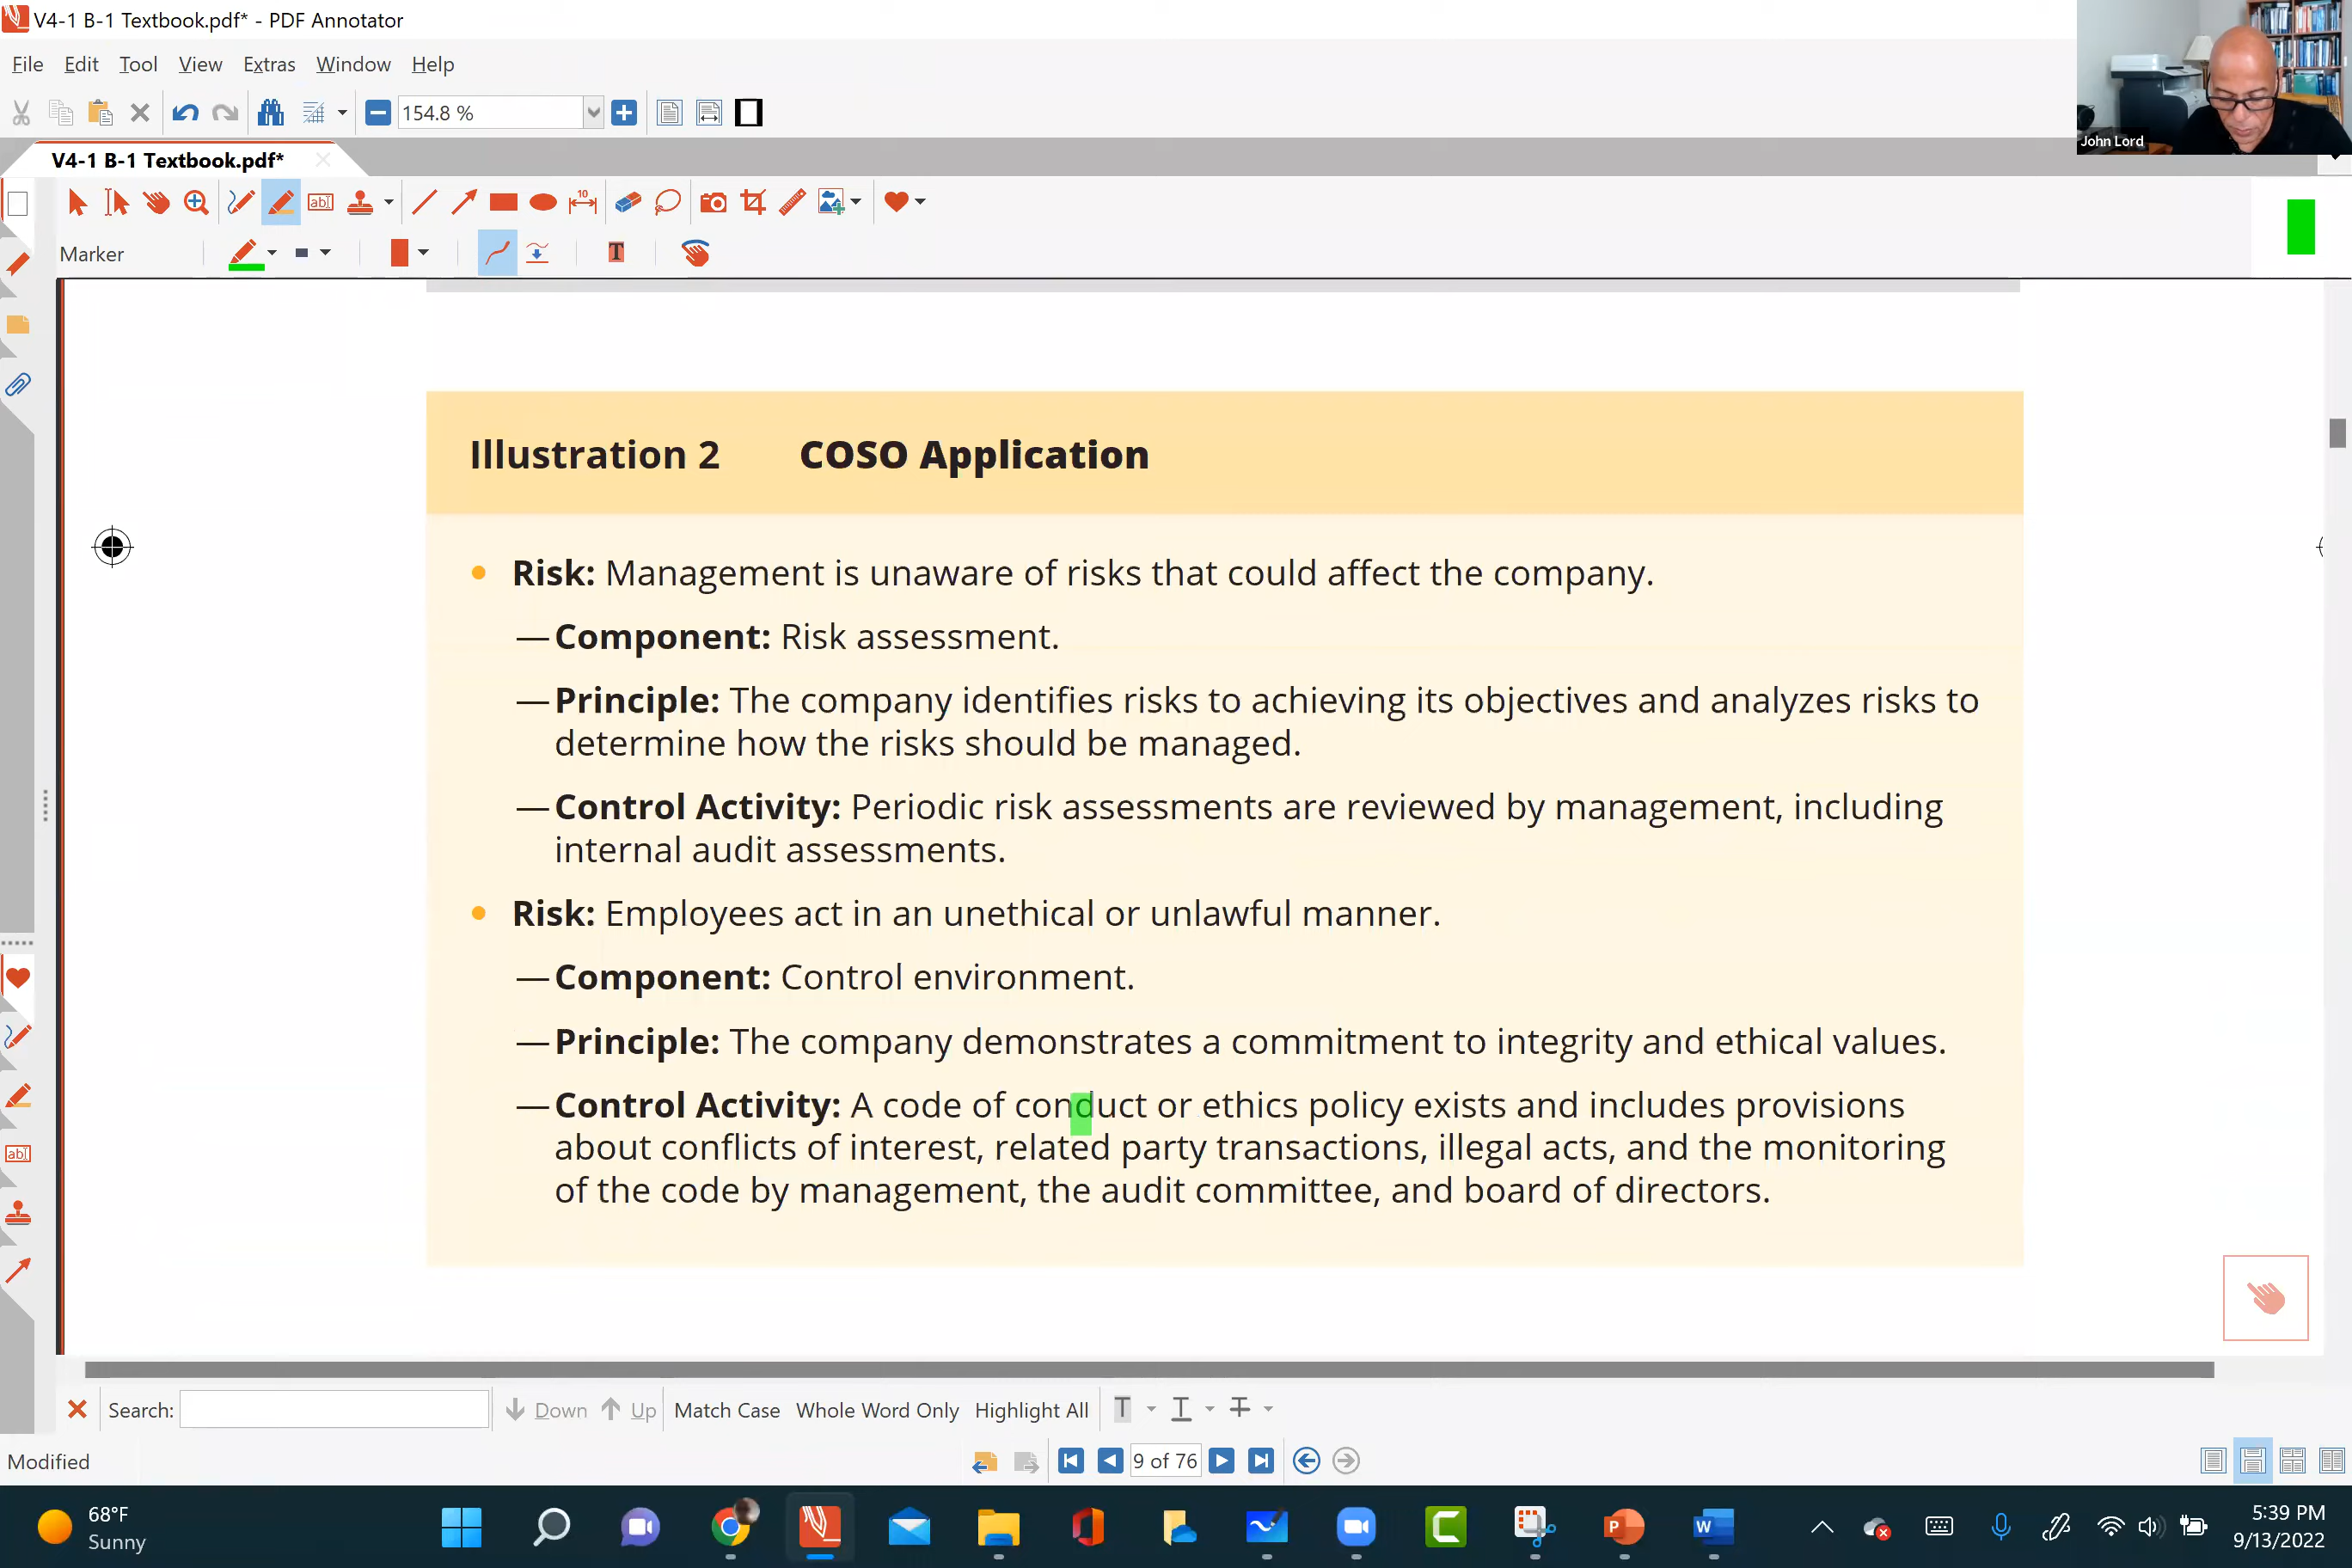 V4-1 B-1 Textbook.pdf* - PDF Annotator
File Edit Tool View Extras Window Help
154.8 %
John Lord
V4-1 B-1 Textbook.pdf*
ab
10
Marker
T
Illustration 2 COSO Application
Risk: Management is unaware of risks that could affect the company.
—Component: Risk assessment.
—Principle: The company identifies risks to achieving its objectives and analyzes risks to
determine how the risks should be managed.
—Control Activity: Periodic risk assessments are reviewed by management, including
internal audit assessments.
Risk: Employees act in an unethical or unlawful manner.
—Component: Control environment.
—Principle: The company demonstrates a commitment to integrity and ethical values.
—Control Activity: A code of conduct or ethics policy exists and includes provisions
about conflicts of interest, related party transactions, illegal acts, and the monitoring
of the code by management, the audit committee, and board of directors.
ab
Search: Down Up Match Case Whole Word Only Highlight All T T T
Modified 9 of 76
68°F
Sunny
C P W
5:39 PM
9/13/2022